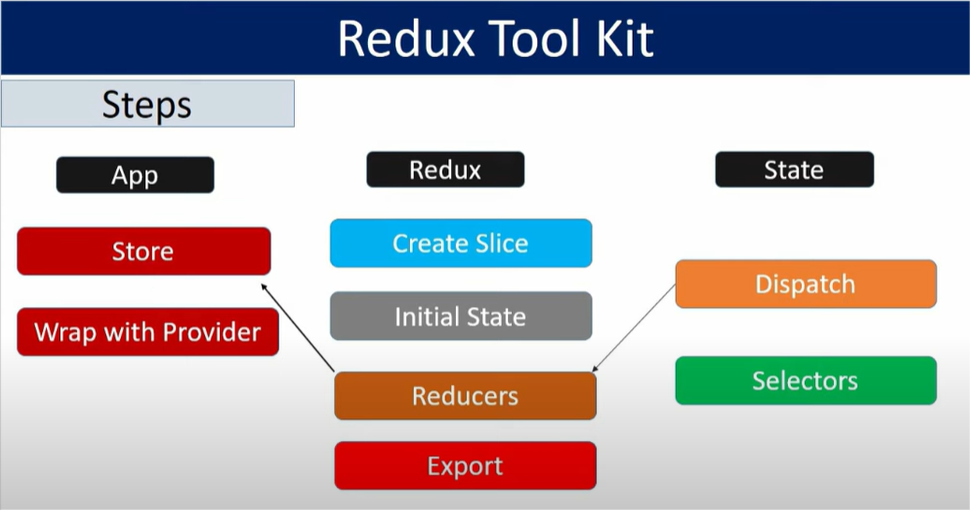 Redux Tool Kit
Steps
App
Store
Wrap with Provider
Redux
Create Slice
Initial State
Reducers
Export
State
Dispatch
Selectors